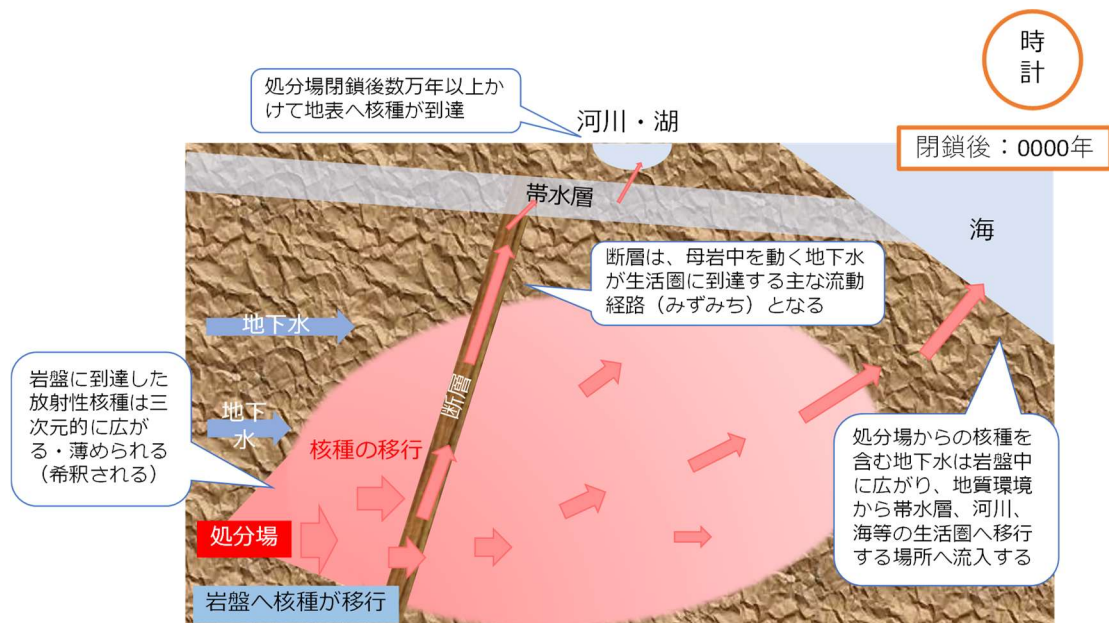 時
計
閉鎖後：0000年
処分場閉鎖後数万年以上か
けて地表へ核種が到達
河川・湖
帯水層
海
断層は、母岩中を動く地下水
が生活圏に到達する主な流動
経路（みずみち）となる
地下水
岩盤に到達した
放射性核種は三
次元的に広が
る・薄められる
（希釈される）
地下
水
断層
核種の移行
処分場からの核種を
含む地下水は岩盤中
に広がり、地質環境
から帯水層、河川、
海等の生活圏へ移行
する場所へ流入する
処分場
岩盤へ核種が移行